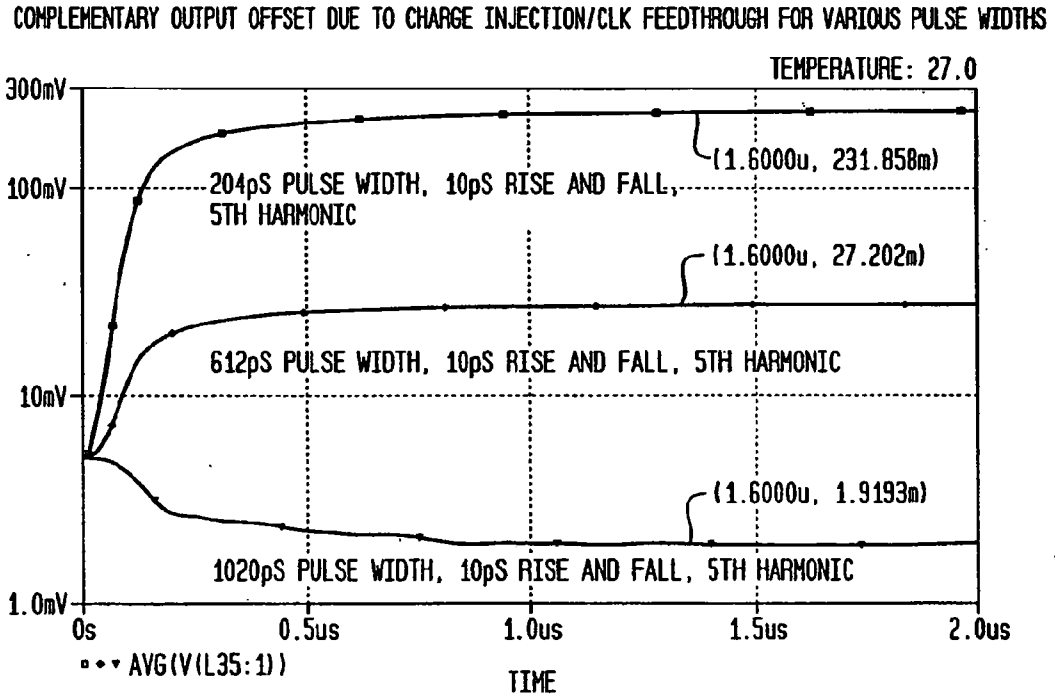 COMPLEMENTARY OUTPUT OFFSET DUE TO CHARGE INJECTION/CLK FEEDTHROUGH FOR VARIOUS PULSE WIDTHS
TEMPERATURE: 27.0
300mV
(1.6000u, 231.858m)
100mV
204pS PULSE WIDTH, 10pS RISE AND FALL,
5TH HARMONIC
(1.6000u, 27.202m)
612pS PULSE WIDTH, 10pS RISE AND FALL, 5TH HARMONIC
10mV
(1.6000u, 1.9193m)
1020pS PULSE WIDTH, 10pS RISE AND FALL, 5TH HARMONIC
1.0mV
0s 0.5us 1.0us 1.5us 2.0us
AVG(V(L35:1))
TIME